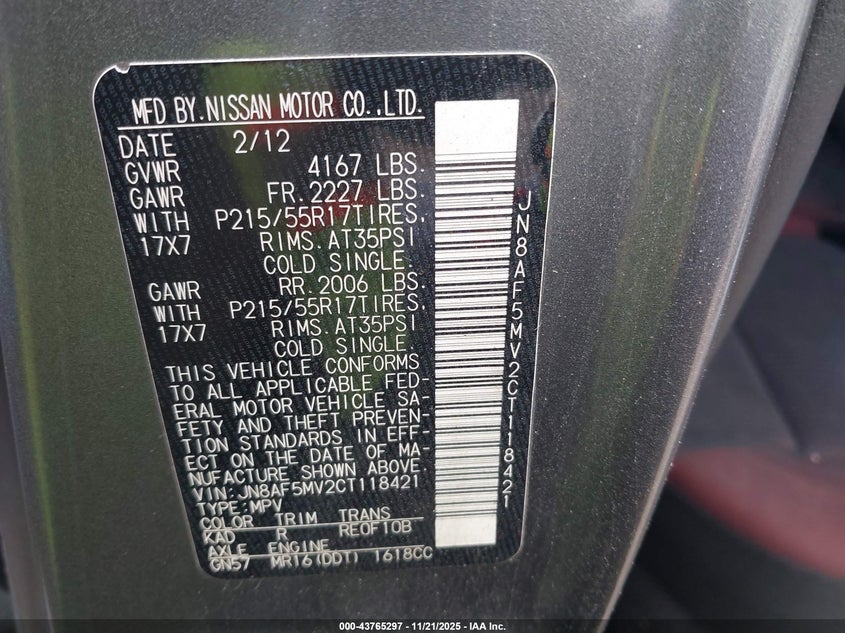 MFD BY.NISSAN MOTOR CO.,LTD.
DATE 2/12
GVWR 4167 LBS.
GAWR FR.2227 LBS.
WITH P215/55R17TIRES,
17X7 RIMS.AT35PSI
COLD SINGLE.
GAWR RR.2006 LBS.
WITH P215/55R17TIRES,
17X7 RIMS.AT35PSI
COLD SINGLE.
THIS VEHICLE CONFORMS
TO ALL APPLICABLE FED-
ERAL MOTOR VEHICLE SA-
FETY AND THEFT PREVEN-
TION STANDARDS IN EFF-
ECT ON THE DATE OF MA-
NUFACTURE SHOWN ABOVE.
VIN:JN8AF5MV2CT118421
TYPE:MPV
COLOR TRIM TRANS
KAD R RE0F10B
AXLE ENGINE
GN57 MR16(DDT) 1618CC
JN8AF5MV2CT118421
000-43765297 - 11/21/2025 - IAA Inc.